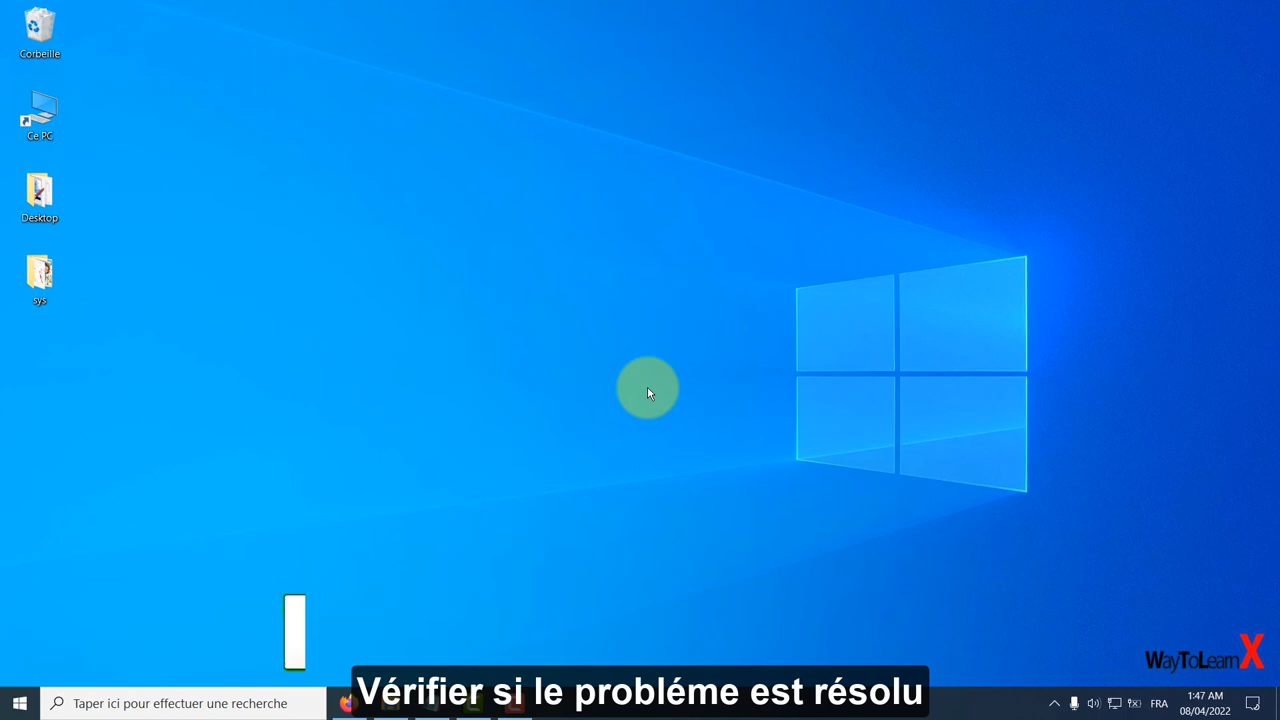 Corbeille
Ce PC
Desktop
sys
WayToLearnX
Vérifier si le probléme est résolu
Taper ici pour effectuer une recherche
FRA
1:47 AM
08/04/2022